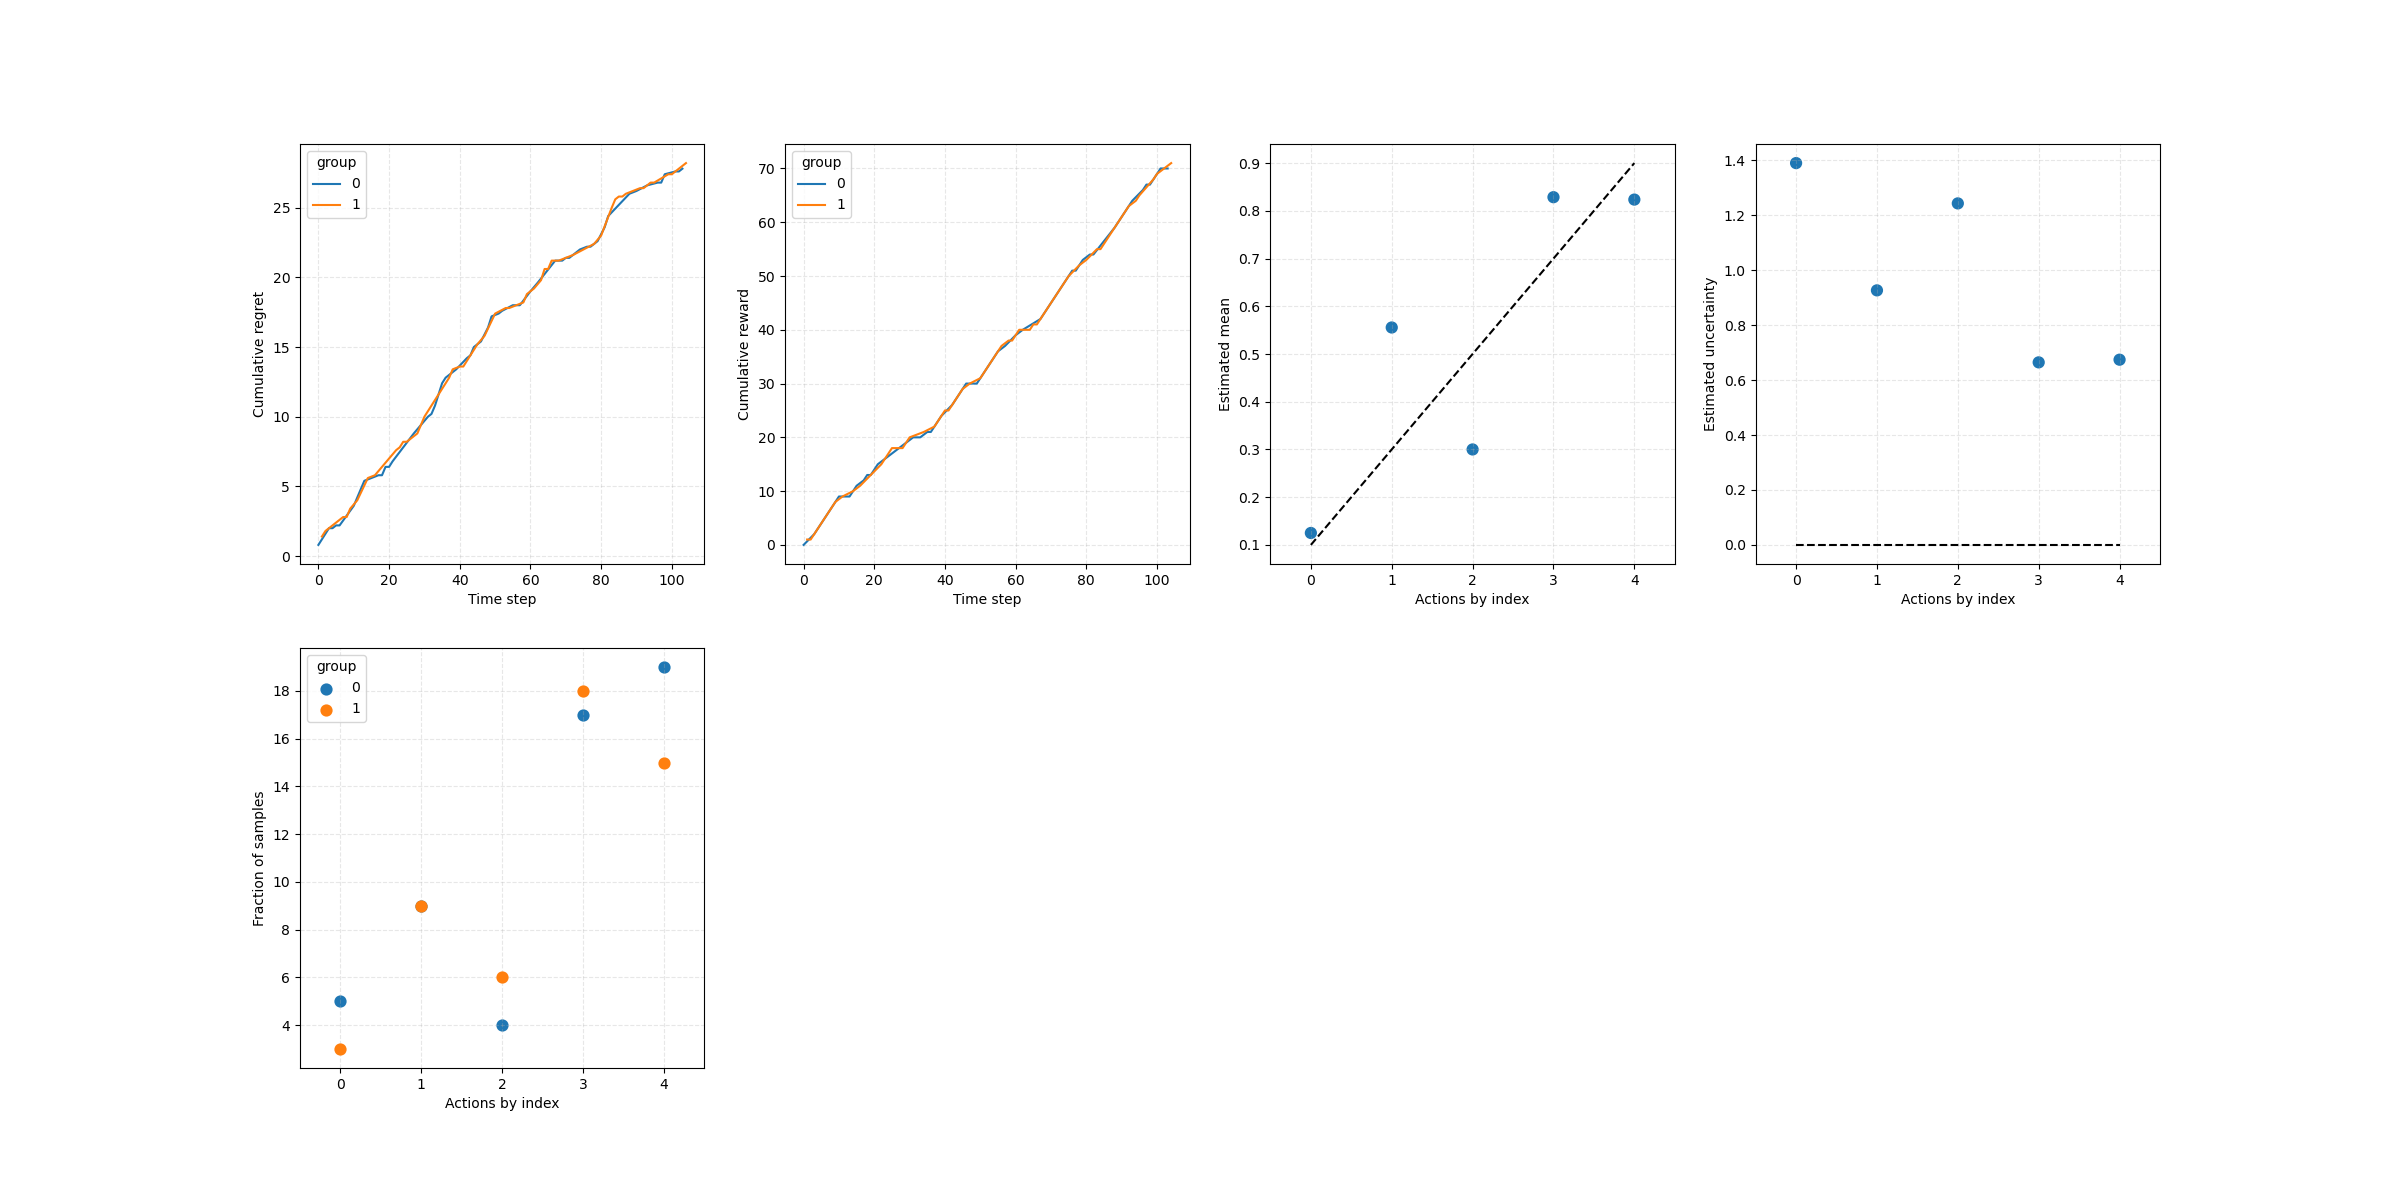 group
0
1
25
20
15
10
5
0
Cumulative regret
0 20 40 60 80 100
Time step
group
0
1
70
60
50
40
30
20
10
0
Cumulative reward
0 20 40 60 80 100
Time step
0.9
0.8
0.7
0.6
0.5
0.4
0.3
0.2
0.1
Estimated mean
0 1 2 3 4
Actions by index
1.4
1.2
1.0
0.8
0.6
0.4
0.2
0.0
Estimated uncertainty
0 1 2 3 4
Actions by index
group
0
1
18
16
14
12
10
8
6
4
Fraction of samples
0 1 2 3 4
Actions by index